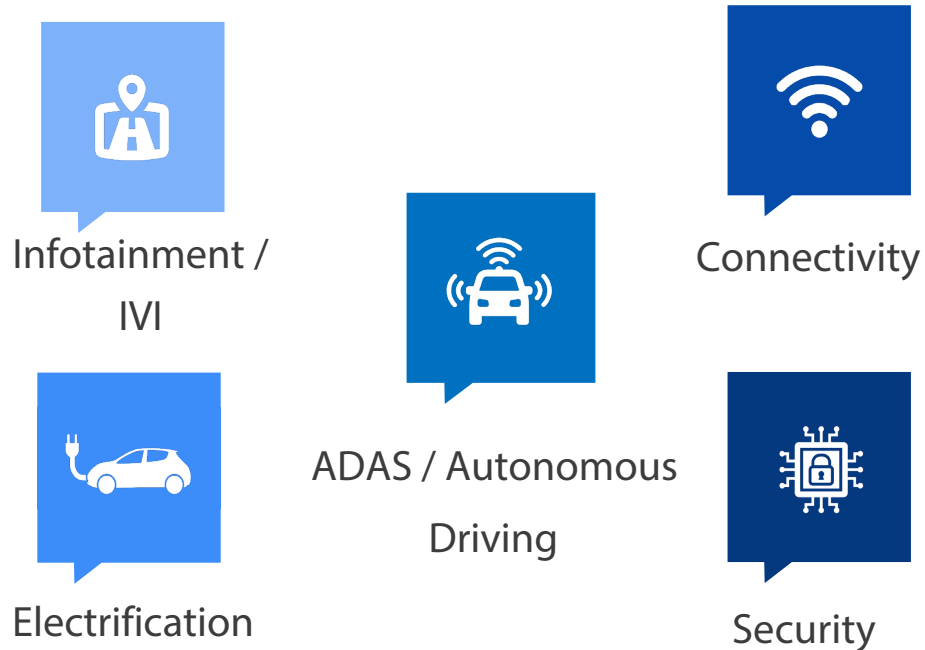 Infotainment /
IVI
Connectivity
ADAS / Autonomous
Driving
Electrification
Security